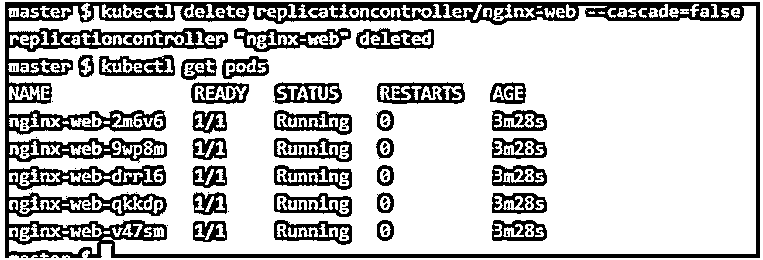 master $ kubectl delete replicationcontroller/nginx-web --cascade=false
replicationcontroller "nginx-web" deleted
master $ kubectl get pods
NAME READY STATUS RESTARTS AGE
nginx-web-2m6v6 1/1 Running 0 3m28s
nginx-web-9wp8m 1/1 Running 0 3m28s
nginx-web-drrl6 1/1 Running 0 3m28s
nginx-web-qkkdp 1/1 Running 0 3m28s
nginx-web-v47sm 1/1 Running 0 3m28s
master $